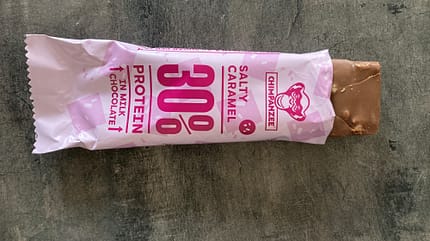 CHIMPANZEE
SALTY
CARAMEL
30%
PROTEIN
↑ IN MILK
CHOCOLATE ↑